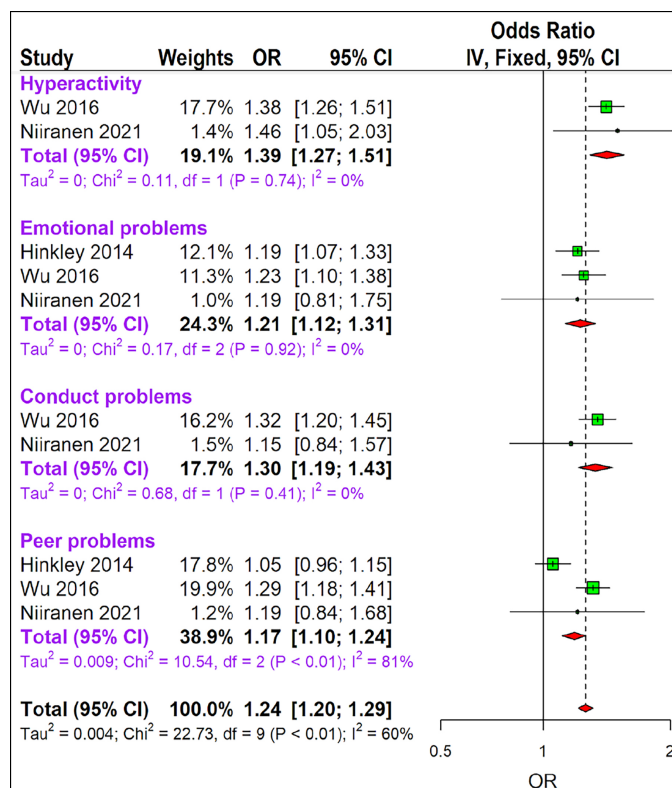 Odds Ratio
Study Weights OR 95% CI IV, Fixed, 95% CI
Hyperactivity
Wu 2016 17.7% 1.38 [1.26; 1.51]
Niiranen 2021 1.4% 1.46 [1.05; 2.03]
Total (95% CI) 19.1% 1.39 [1.27; 1.51]
Tau² = 0; Chi² = 0.11, df = 1 (P = 0.74); I² = 0%
Emotional problems
Hinkley 2014 12.1% 1.19 [1.07; 1.33]
Wu 2016 11.3% 1.23 [1.10; 1.38]
Niiranen 2021 1.0% 1.19 [0.81; 1.75]
Total (95% CI) 24.3% 1.21 [1.12; 1.31]
Tau² = 0; Chi² = 0.17, df = 2 (P = 0.92); I² = 0%
Conduct problems
Wu 2016 16.2% 1.32 [1.20; 1.45]
Niiranen 2021 1.5% 1.15 [0.84; 1.57]
Total (95% CI) 17.7% 1.30 [1.19; 1.43]
Tau² = 0; Chi² = 0.68, df = 1 (P = 0.41); I² = 0%
Peer problems
Hinkley 2014 17.8% 1.05 [0.96; 1.15]
Wu 2016 19.9% 1.29 [1.18; 1.41]
Niiranen 2021 1.2% 1.19 [0.84; 1.68]
Total (95% CI) 38.9% 1.17 [1.10; 1.24]
Tau² = 0.009; Chi² = 10.54, df = 2 (P < 0.01); I² = 81%
Total (95% CI) 100.0% 1.24 [1.20; 1.29]
Tau² = 0.004; Chi² = 22.73, df = 9 (P < 0.01); I² = 60%
0.5 1 2
OR